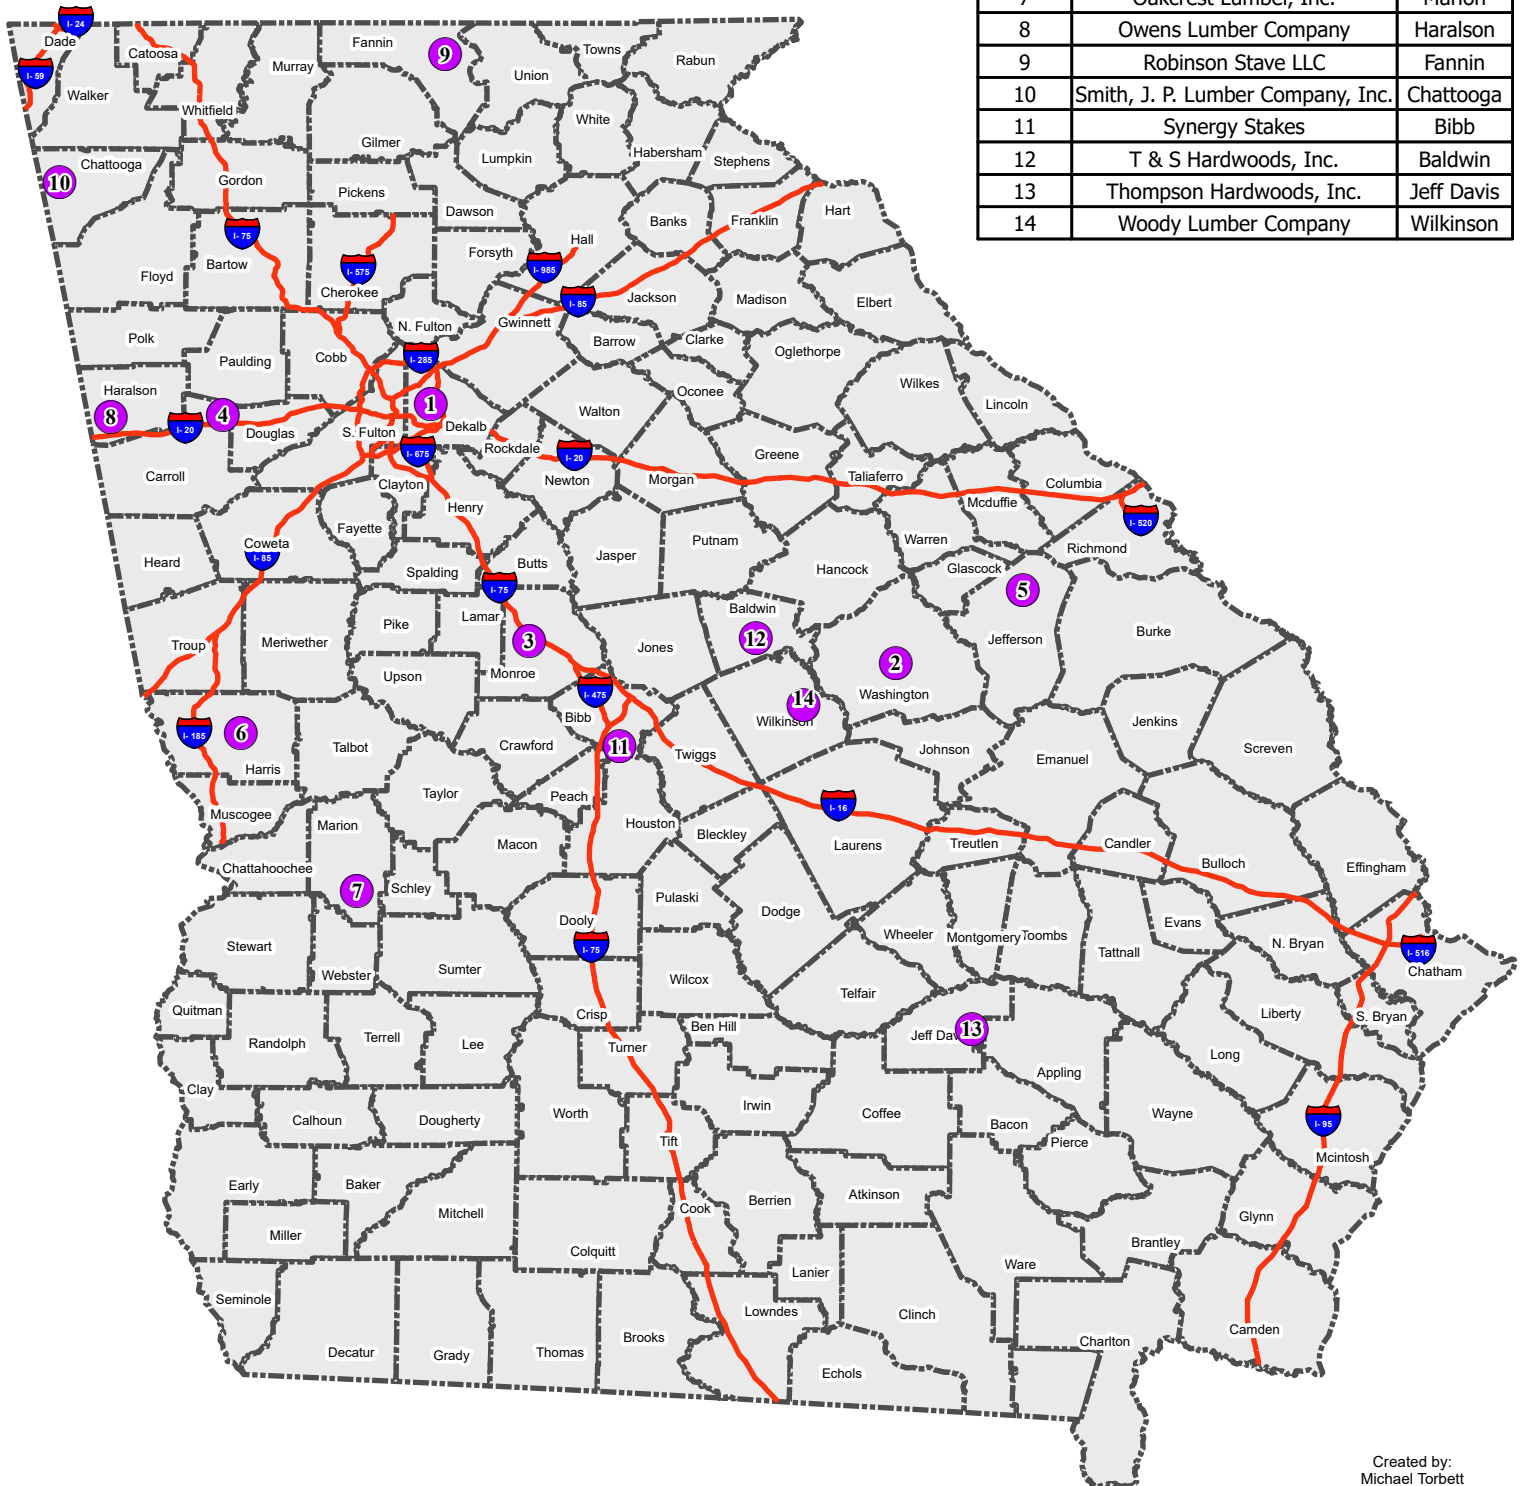 7 Oakcrest Lumber, Inc. Marion
8 Owens Lumber Company Haralson
9 Robinson Stave LLC Fannin
10 Smith, J. P. Lumber Company, Inc. Chattooga
11 Synergy Stakes Bibb
12 T & S Hardwoods, Inc. Baldwin
13 Thompson Hardwoods, Inc. Jeff Davis
14 Woody Lumber Company Wilkinson
I- 24
Dade
Catoosa
Fannin
9
Towns
Union
Rabun
I- 59
Murray
Walker
Whitfield
White
Gilmer
Lumpkin
Habersham
Stephens
Chattooga
10
Gordon
Pickens
Dawson
Banks
Franklin
Hart
I- 75
Hall
Forsyth
Floyd
Bartow
I- 575
I- 985
Cherokee
I- 85
Jackson
Madison
Elbert
N. Fulton
Gwinnett
Polk
Paulding
Cobb
I- 285
Barrow
Clarke
Oglethorpe
Haralson
Oconee
Wilkes
Lincoln
8
4
1
Walton
I- 20
Douglas
S. Fulton
Dekalb
Rockdale
I- 675
I- 20
Greene
Carroll
Clayton
Newton
Morgan
Taliaferro
Columbia
Henry
Mcduffie
I- 520
Fayette
Coweta
I- 85
Heard
Butts
Jasper
Putnam
Warren
Richmond
Spalding
I- 75
Hancock
Glascock
5
Baldwin
Lamar
Pike
Troup
Meriwether
3
12
Jones
Jefferson
Burke
Upson
Monroe
2
Washington
I- 475
14
Wilkinson
Bibb
I- 185
6
Harris
Talbot
Crawford
11
Twiggs
Johnson
Jenkins
Screven
Emanuel
Taylor
Peach
I- 16
Muscogee
Marion
Houston
Bleckley
Macon
Laurens
Treutlen
Candler
Bulloch
Effingham
Chattahoochee
7
Schley
Pulaski
Dodge
Dooly
Evans
Stewart
I- 75
Wheeler
Montgomery
Toombs
Tattnall
N. Bryan
I- 516
Chatham
Webster
Sumter
Wilcox
Telfair
Quitman
Crisp
Ben Hill
Jeff Dav
13
Liberty
S. Bryan
Randolph
Terrell
Lee
Turner
Long
Appling
Clay
Calhoun
Dougherty
Worth
Irwin
Coffee
Bacon
Wayne
I- 95
Tift
Pierce
Mcintosh
Early
Baker
Mitchell
Cook
Berrien
Atkinson
Glynn
Miller
Colquitt
Brantley
Lanier
Ware
Seminole
Lowndes
Clinch
Camden
Decatur
Grady
Thomas
Brooks
Echols
Charlton
Created by:
Michael Torbett